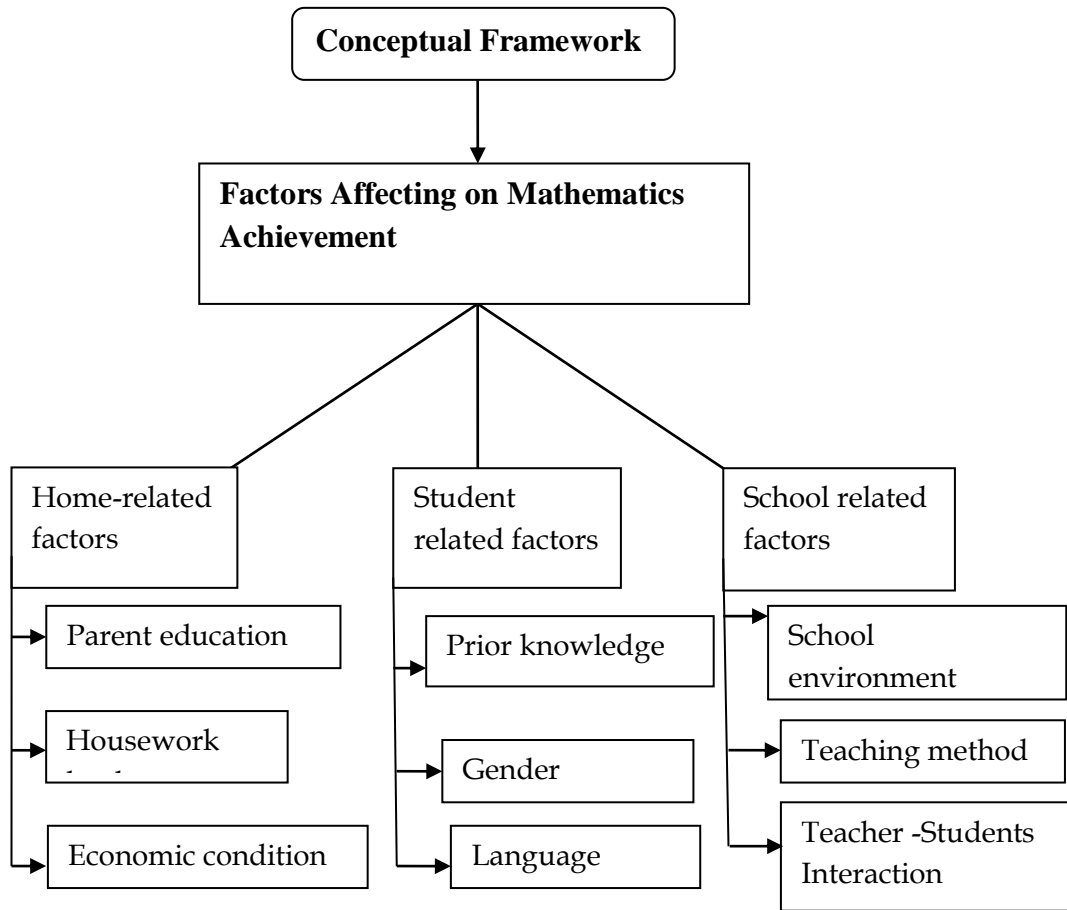 Conceptual Framework
Factors Affecting on Mathematics
Achievement
Home-related
factors
Parent education
Housework
Economic condition
Student
related factors
Prior knowledge
Gender
Language
School related
factors
School
environment
Teaching method
Teacher -Students
Interaction